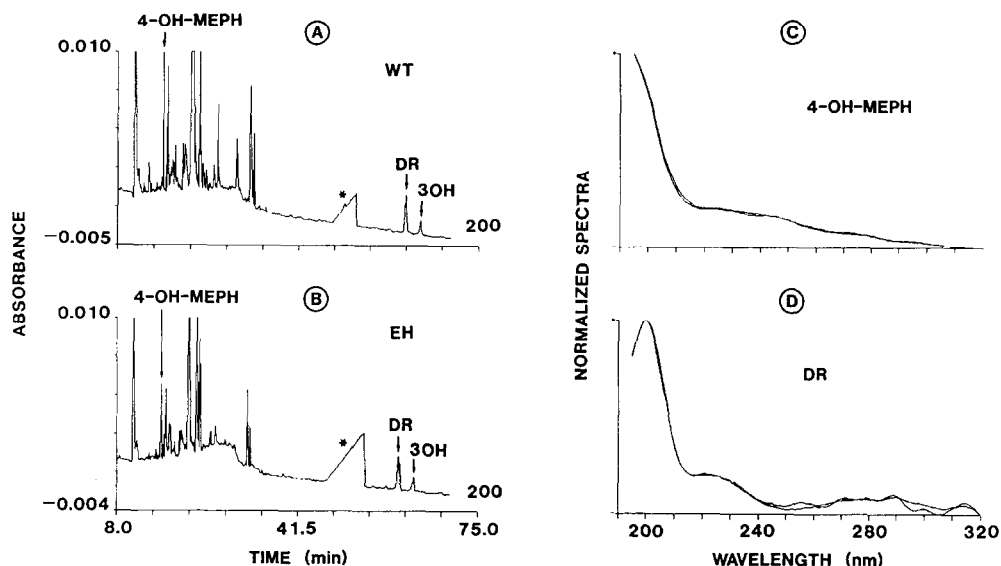 4-OH-MEPH
A
0.010
WT
DR
3OH
*
200
-0.005
4-OH-MEPH
B
0.010
EH
DR
3OH
*
200
-0.004
8.0 41.5 75.0
TIME (min)
ABSORBANCE
C
4-OH-MEPH
D
DR
200 240 280 320
WAVELENGTH (nm)
NORMALIZED SPECTRA